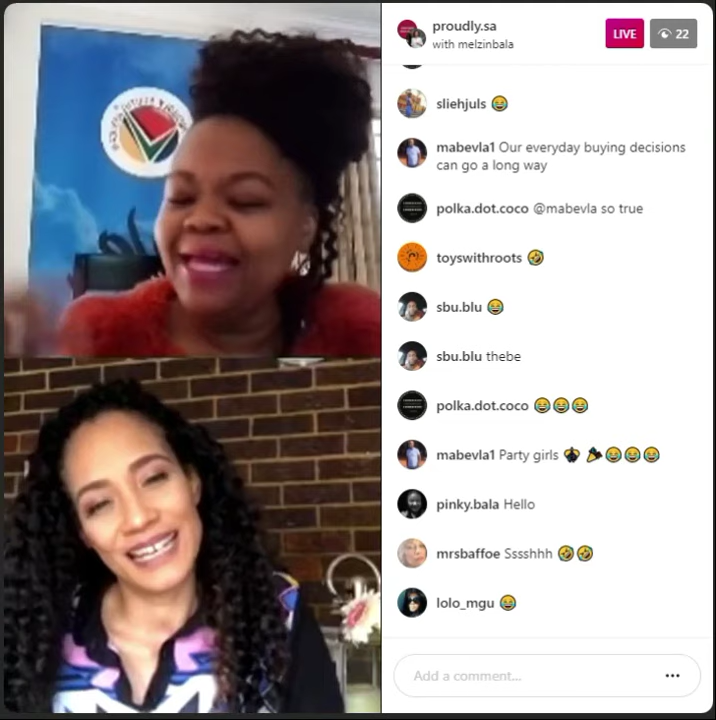 proudly.sa
with melzinbala
LIVE
22
sliehjuls 😂
mabevla1 Our everyday buying decisions
can go a long way
polka.dot.coco @mabevla so true
toyswithroots 🤣
sbu.blu 😂
sbu.blu thebe
polka.dot.coco 😂😂😂
mabevla1 Party girls 👯 🎉😂😂😂
pinky.bala Hello
mrsbaffoe Sssshhh 🤣🤣
lolo_mgu 😂
Add a comment...